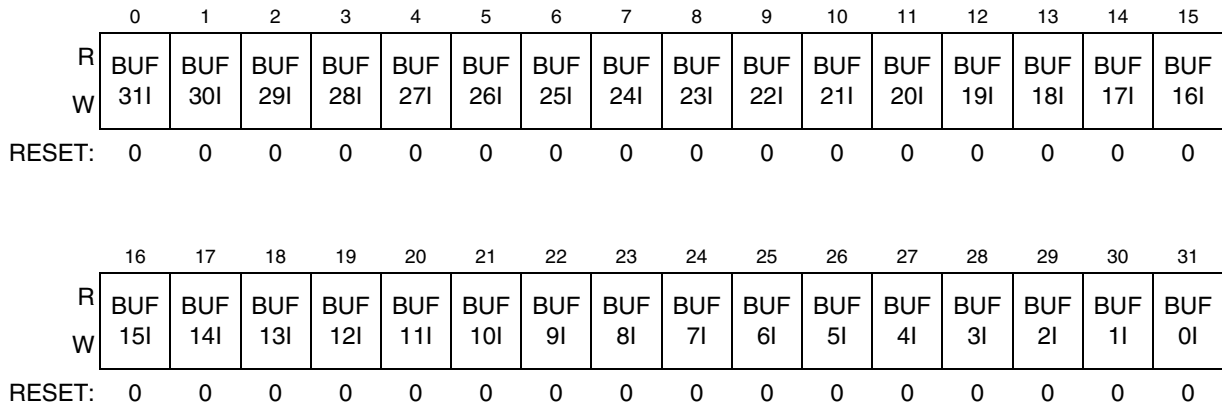 0 1 2 3 4 5 6 7 8 9 10 11 12 13 14 15
R BUF BUF BUF BUF BUF BUF BUF BUF BUF BUF BUF BUF BUF BUF BUF BUF
W 31I 30I 29I 28I 27I 26I 25I 24I 23I 22I 21I 20I 19I 18I 17I 16I
RESET: 0 0 0 0 0 0 0 0 0 0 0 0 0 0 0 0
16 17 18 19 20 21 22 23 24 25 26 27 28 29 30 31
R BUF BUF BUF BUF BUF BUF BUF BUF BUF BUF BUF BUF BUF BUF BUF BUF
W 15I 14I 13I 12I 11I 10I 9I 8I 7I 6I 5I 4I 3I 2I 1I 0I
RESET: 0 0 0 0 0 0 0 0 0 0 0 0 0 0 0 0